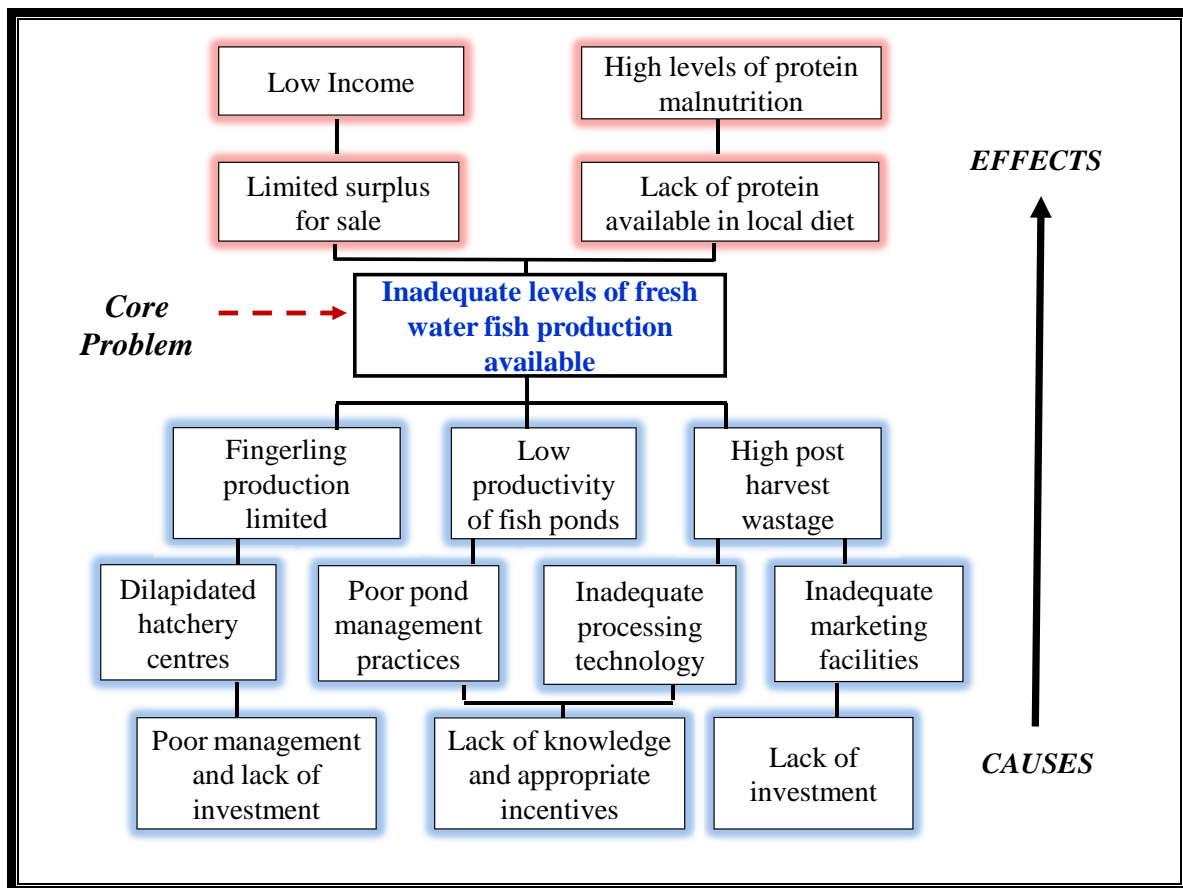 Low Income
High levels of protein
malnutrition
EFFECTS
Limited surplus
for sale
Lack of protein
available in local diet
Core
Problem
Inadequate levels of fresh
water fish production
available
Fingerling
production
limited
Low
productivity
of fish ponds
High post
harvest
wastage
Dilapidated
hatchery
centres
Poor pond
management
practices
Inadequate
processing
technology
Inadequate
marketing
facilities
Poor management
and lack of
investment
Lack of knowledge
and appropriate
incentives
Lack of
investment
CAUSES